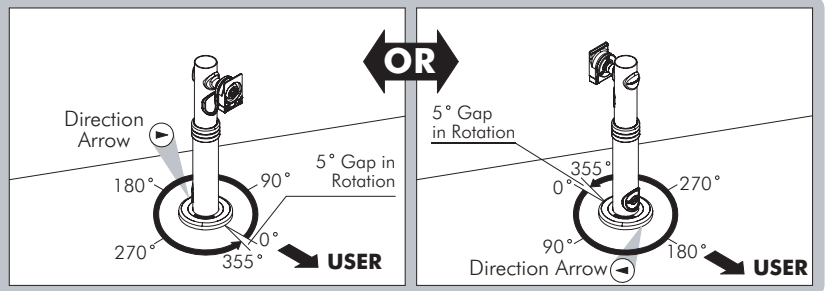 OR
Direction
Arrow
5° Gap in
Rotation
180°
90°
270°
0°
355°
USER
5° Gap
in Rotation
355°
0°
270°
90°
180°
Direction Arrow
USER